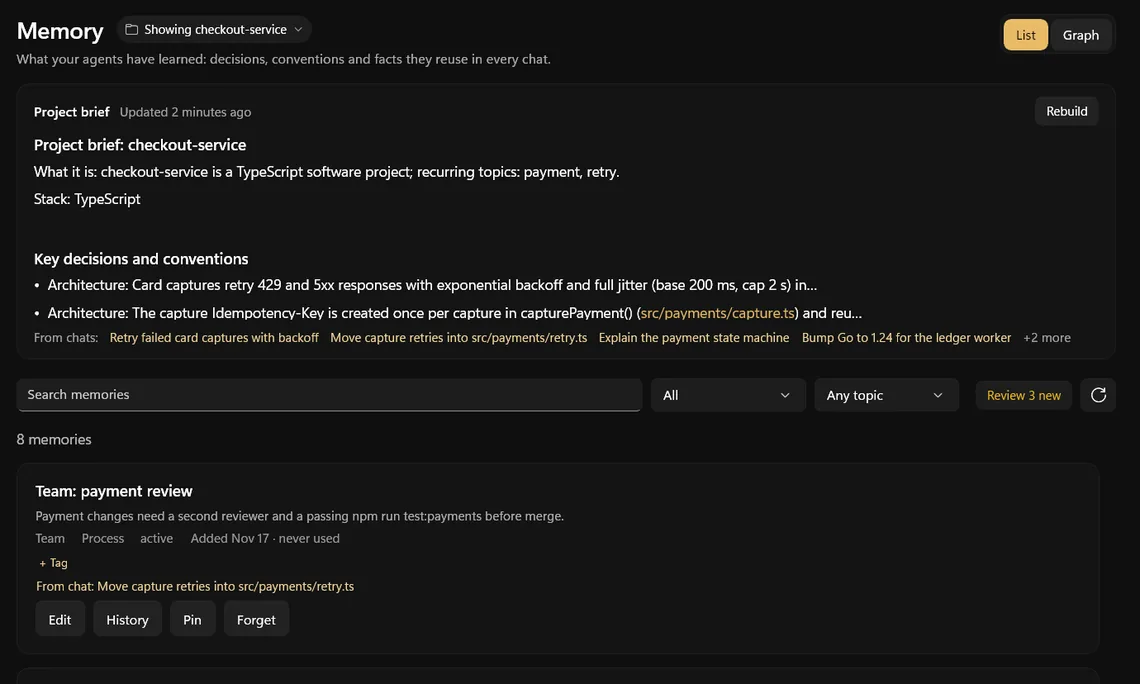 Memory
Showing checkout-service
List
Graph
What your agents have learned: decisions, conventions and facts they reuse in every chat.
Project brief Updated 2 minutes ago
Rebuild
Project brief: checkout-service
What it is: checkout-service is a TypeScript software project; recurring topics: payment, retry.
Stack: TypeScript
Key decisions and conventions
• Architecture: Card captures retry 429 and 5xx responses with exponential backoff and full jitter (base 200 ms, cap 2 s) in...
• Architecture: The capture Idempotency-Key is created once per capture in capturePayment() (src/payments/capture.ts) and reu...
From chats: Retry failed card captures with backoff Move capture retries into src/payments/retry.ts Explain the payment state machine Bump Go to 1.24 for the ledger worker +2 more
Search memories
All
Any topic
Review 3 new
8 memories
Team: payment review
Payment changes need a second reviewer and a passing npm run test:payments before merge.
Team Process active Added Nov 17 · never used
+ Tag
From chat: Move capture retries into src/payments/retry.ts
Edit
History
Pin
Forget